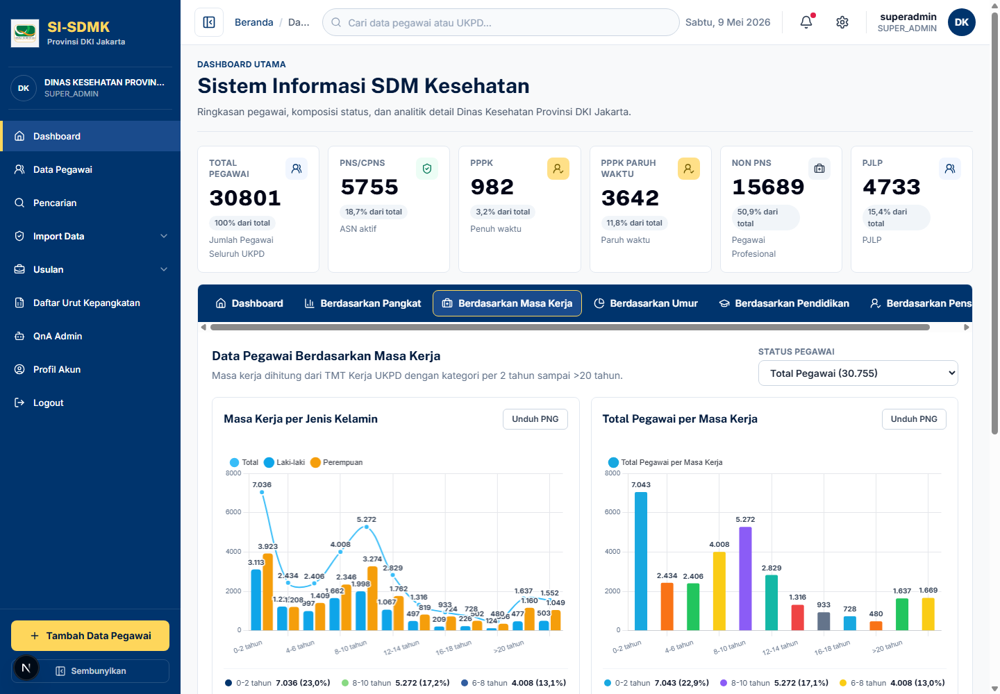 SI-SDMK
Provinsi DKI Jakarta
DK
DINAS KESEHATAN PROVIN...
SUPER_ADMIN
Dashboard
Data Pegawai
Pencarian
Import Data
Usulan
Daftar Urut Kepangkatan
QnA Admin
Profil Akun
Logout
+ Tambah Data Pegawai
N
Sembunyikan
Beranda / Da...
Cari data pegawai atau UKPD...
Sabtu, 9 Mei 2026
superadmin
SUPER_ADMIN
DK
DASHBOARD UTAMA
Sistem Informasi SDM Kesehatan
Ringkasan pegawai, komposisi status, dan analitik detail Dinas Kesehatan Provinsi DKI Jakarta.
TOTAL PEGAWAI
30801
100% dari total
Jumlah Pegawai
Seluruh UKPD
PNS/CPNS
5755
18,7% dari total
ASN aktif
PPPK
982
3,2% dari total
Penuh waktu
PPPK PARUH WAKTU
3642
11,8% dari total
Paruh waktu
NON PNS
15689
50,9% dari total
Pegawai
Profesional
PJLP
4733
15,4% dari total
PJLP
Dashboard
Berdasarkan Pangkat
Berdasarkan Masa Kerja
Berdasarkan Umur
Berdasarkan Pendidikan
Berdasarkan Pens
Data Pegawai Berdasarkan Masa Kerja
Masa kerja dihitung dari TMT Kerja UKPD dengan kategori per 2 tahun sampai >20 tahun.
STATUS PEGAWAI
Total Pegawai (30.755)
Masa Kerja per Jenis Kelamin
Unduh PNG
Total Laki-laki Perempuan
8000
6000
4000
2000
0
7.036
3.923
3.113
2.434
2.406
1.208
997
1.409
4.008
1.662
2.346
5.272
1.998
3.274
2.829
1.067
1.762
1.316
497
819
933
209
724
728
226
502
480
124
1.637
477
1.160
1.552
503
1.049
0-2 tahun 4-6 tahun 8-10 tahun 12-14 tahun 16-18 tahun >20 tahun
0-2 tahun 7.036 (23,0%) 8-10 tahun 5.272 (17,2%) 6-8 tahun 4.008 (13,1%)
Total Pegawai per Masa Kerja
Unduh PNG
Total Pegawai per Masa Kerja
8000
6000
4000
2000
0
7.043
2.434
2.406
4.008
5.272
2.829
1.316
933
728
480
1.637
1.669
0-2 tahun 4-6 tahun 8-10 tahun 12-14 tahun 16-18 tahun >20 tahun
0-2 tahun 7.043 (22,9%) 8-10 tahun 5.272 (17,1%) 6-8 tahun 4.008 (13,0%)